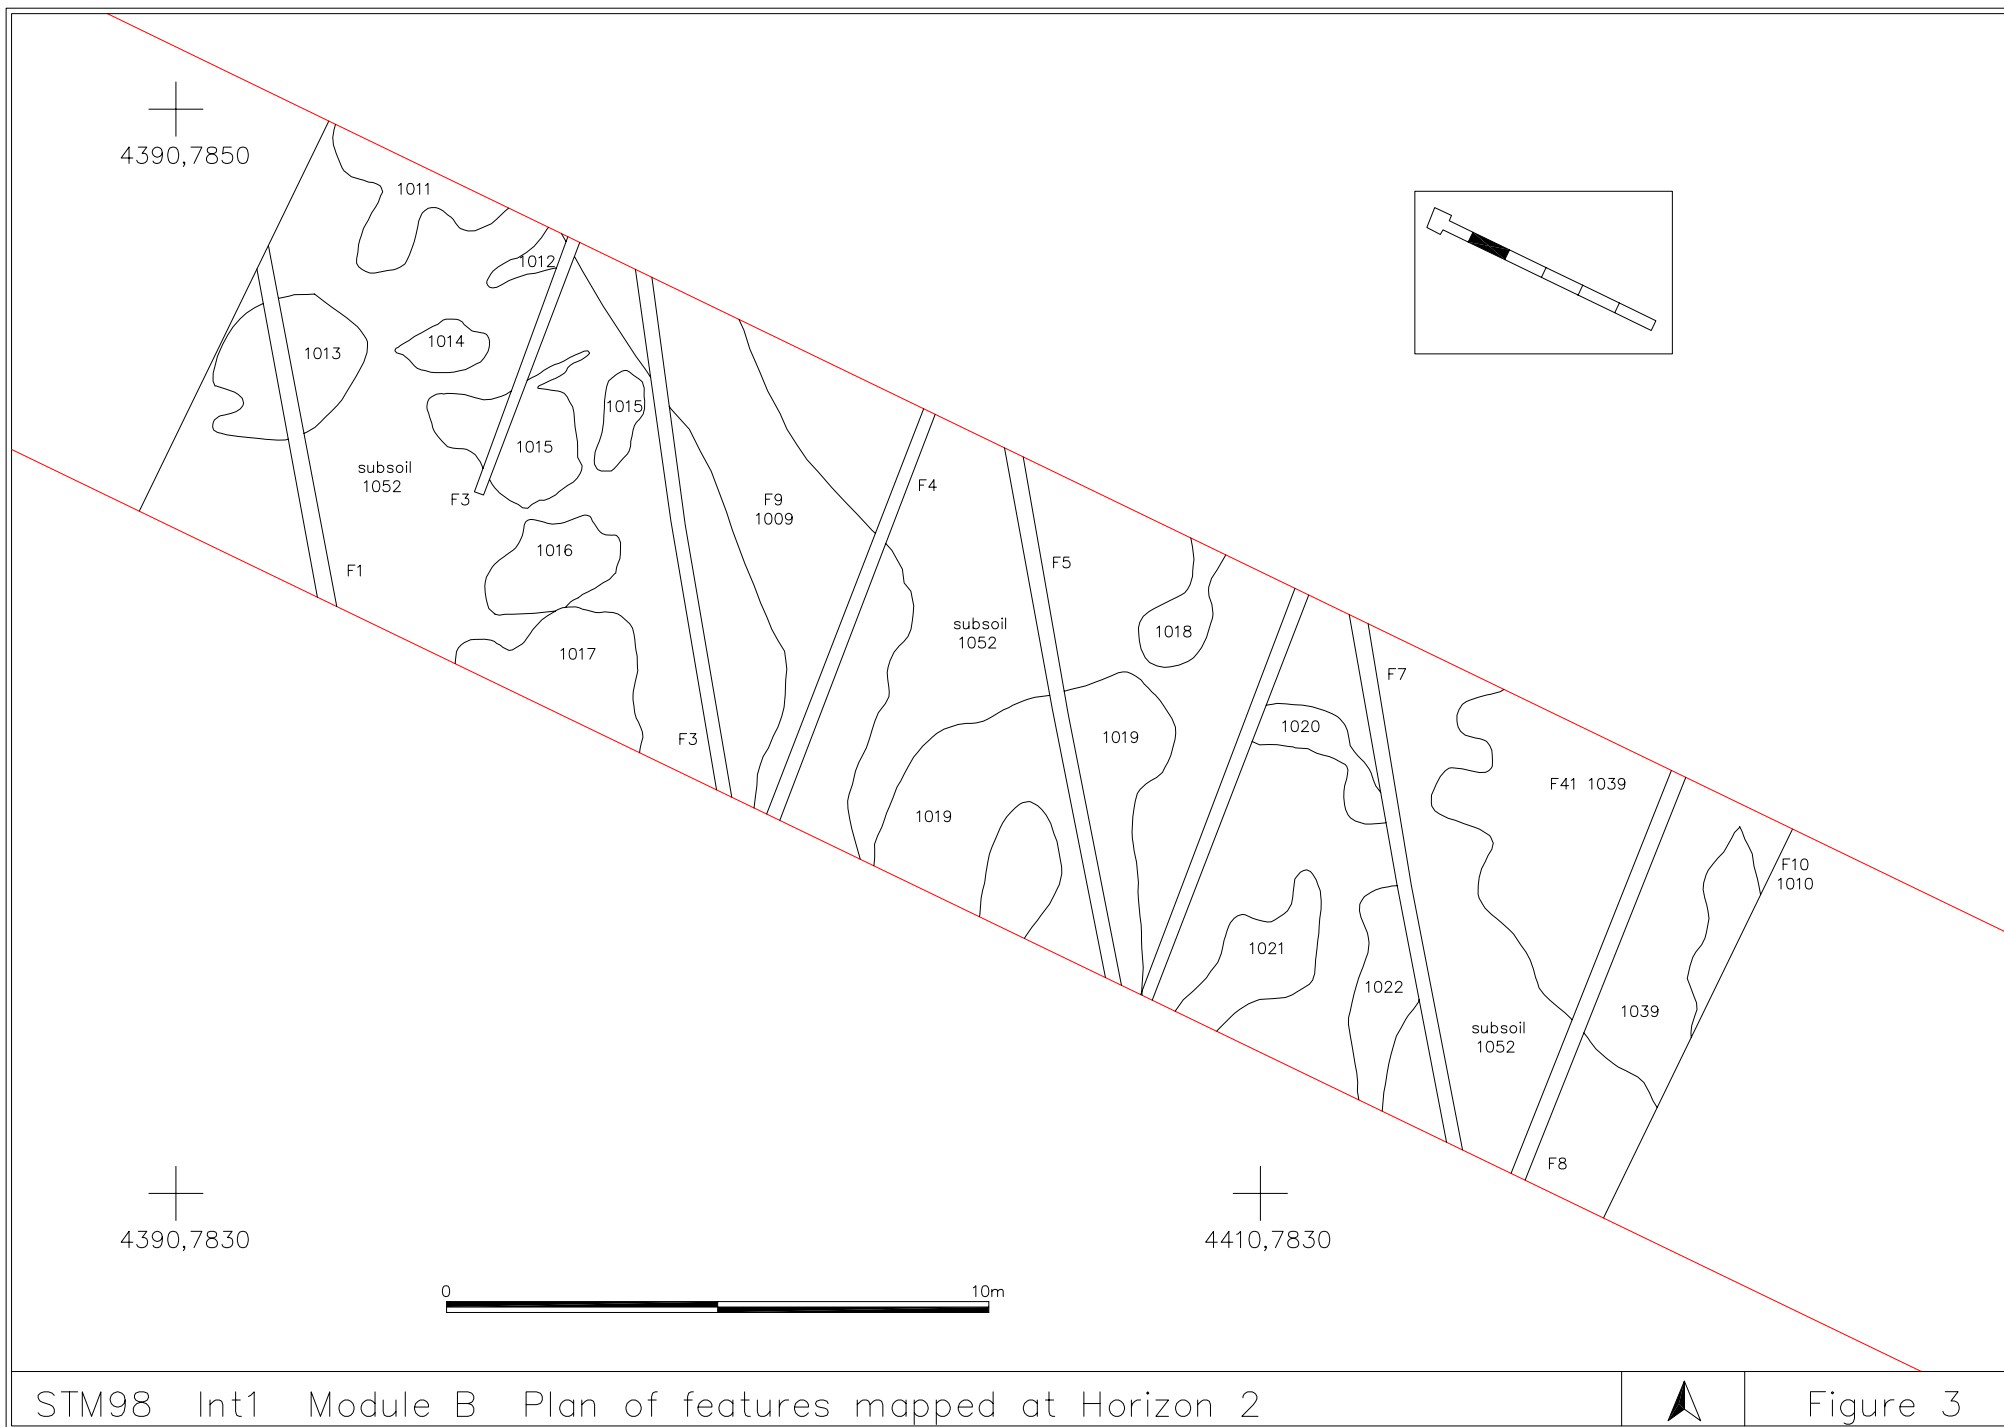 4390,7850
1011
1012
1013
1014
1015
1015
subsoil
1052
F3
F9
1009
F4
1016
F1
F5
1017
subsoil
1052
1018
F3
1019
1019
1020
F7
F41 1039
F10
1010
1021
1022
1039
subsoil
1052
F8
4390,7830
4410,7830
0 10m
STM98 Int1 Module B Plan of features mapped at Horizon 2
Figure 3